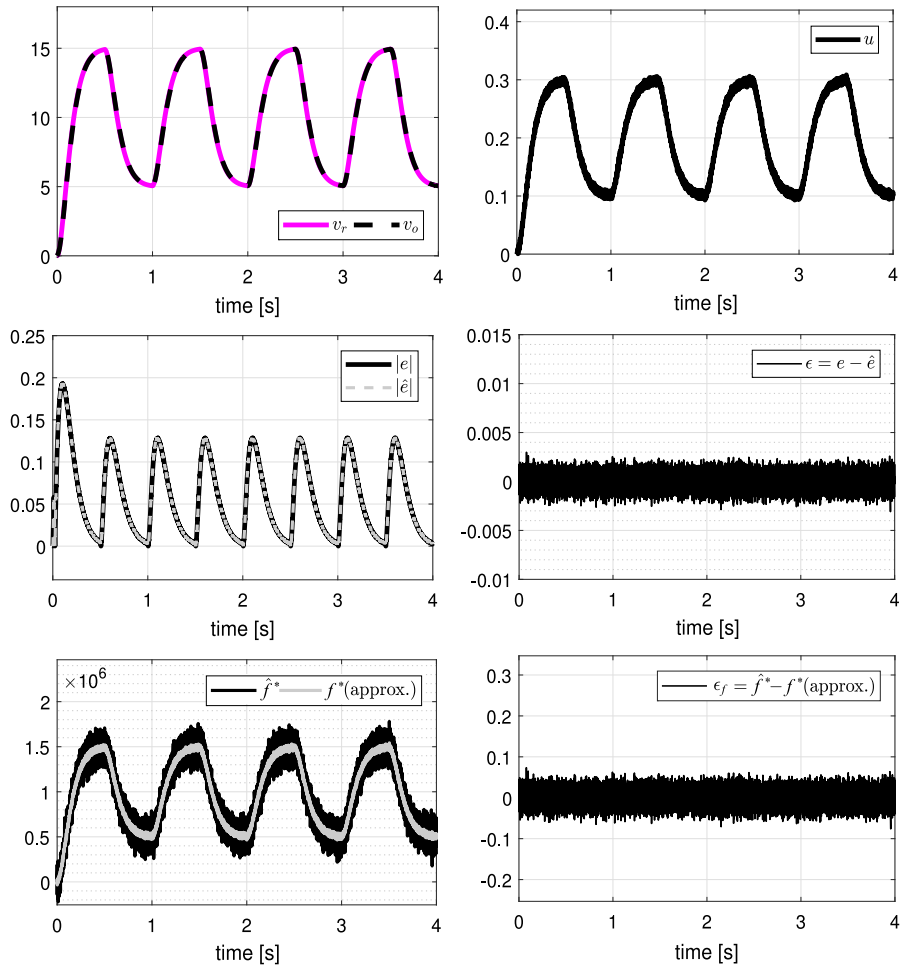 15
10
5
0
v_r
v_o
0 1 2 3 4
time [s]
0.4
0.3
0.2
0.1
0
u
0 1 2 3 4
time [s]
0.25
0.2
0.15
0.1
0.05
0
|e|
|ê|
0 1 2 3 4
time [s]
0.015
0.01
0.005
0
-0.005
-0.01
ϵ = e − ê
0 1 2 3 4
time [s]
×10⁶
2
1.5
1
0.5
0
f̂* f*(approx.)
0 1 2 3 4
time [s]
0.3
0.2
0.1
0
-0.1
-0.2
ϵ_f = f̂*−f*(approx.)
0 1 2 3 4
time [s]